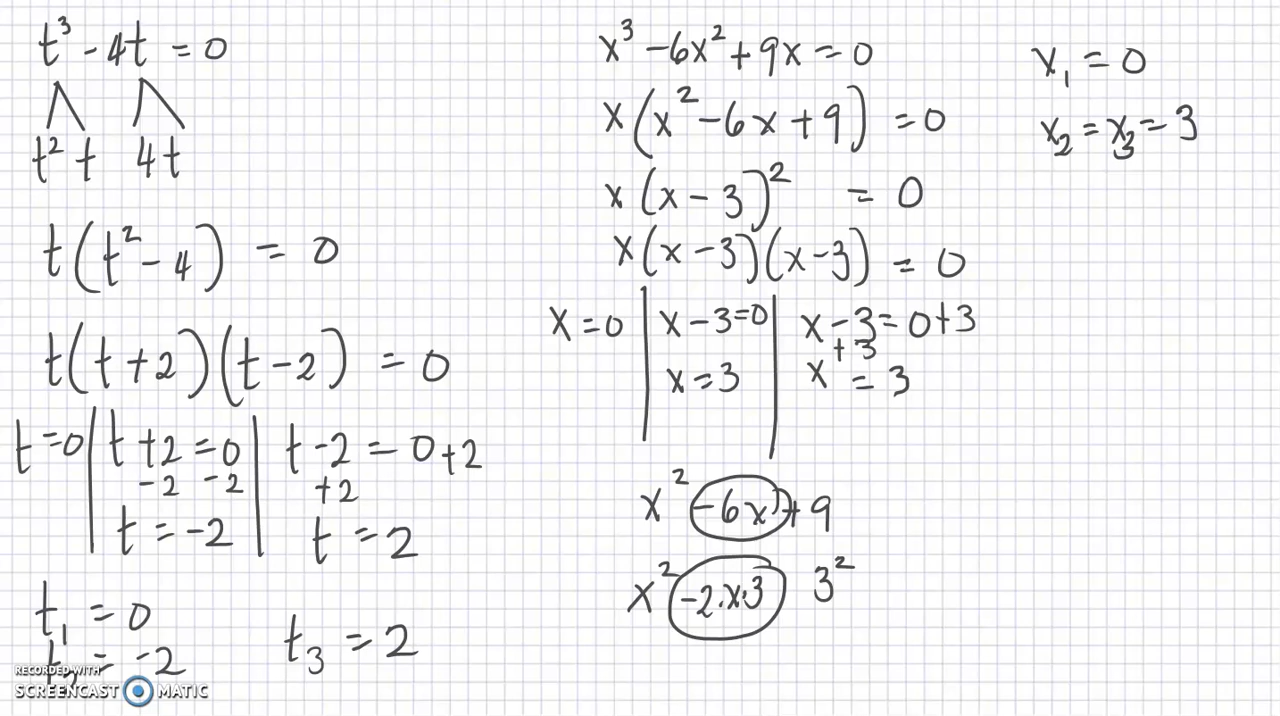 t³ - 4t = 0
t² t 4t
t(t² - 4) = 0
t(t + 2)(t - 2) = 0
t = 0 | t + 2 = 0 | t - 2 = 0 + 2
-2 -2 +2
t = -2 t = 2
t₁ = 0
t₂ = -2 t₃ = 2
x³ - 6x² + 9x = 0
x(x² - 6x + 9) = 0
x(x - 3)² = 0
x(x - 3)(x - 3) = 0
x = 0 | x - 3 = 0 | x - 3 = 0 + 3
+3
x = 3 x = 3
x² - 6x + 9
x² - 2·x·3 3²
x₁ = 0
x₂ = x₃ = 3
RECORDED WITH
SCREENCAST MATIC